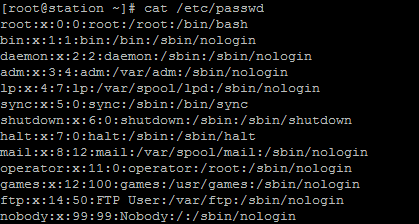 [root@station ~]# cat /etc/passwd
root:x:0:0:root:/root:/bin/bash
bin:x:1:1:bin:/bin:/sbin/nologin
daemon:x:2:2:daemon:/sbin:/sbin/nologin
adm:x:3:4:adm:/var/adm:/sbin/nologin
lp:x:4:7:lp:/var/spool/lpd:/sbin/nologin
sync:x:5:0:sync:/sbin:/bin/sync
shutdown:x:6:0:shutdown:/sbin:/sbin/shutdown
halt:x:7:0:halt:/sbin:/sbin/halt
mail:x:8:12:mail:/var/spool/mail:/sbin/nologin
operator:x:11:0:operator:/root:/sbin/nologin
games:x:12:100:games:/usr/games:/sbin/nologin
ftp:x:14:50:FTP User:/var/ftp:/sbin/nologin
nobody:x:99:99:Nobody:/:/sbin/nologin